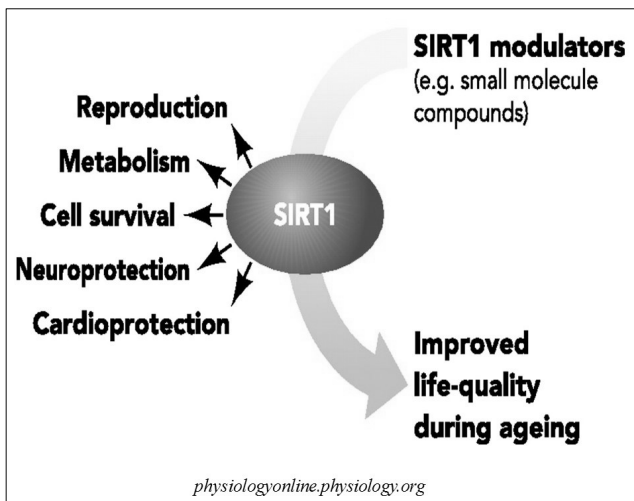 SIRT1 modulators
(e.g. small molecule
compounds)
Reproduction
Metabolism
Cell survival
Neuroprotection
Cardioprotection
SIRT1
Improved
life-quality
during ageing
physiologyonline.physiology.org